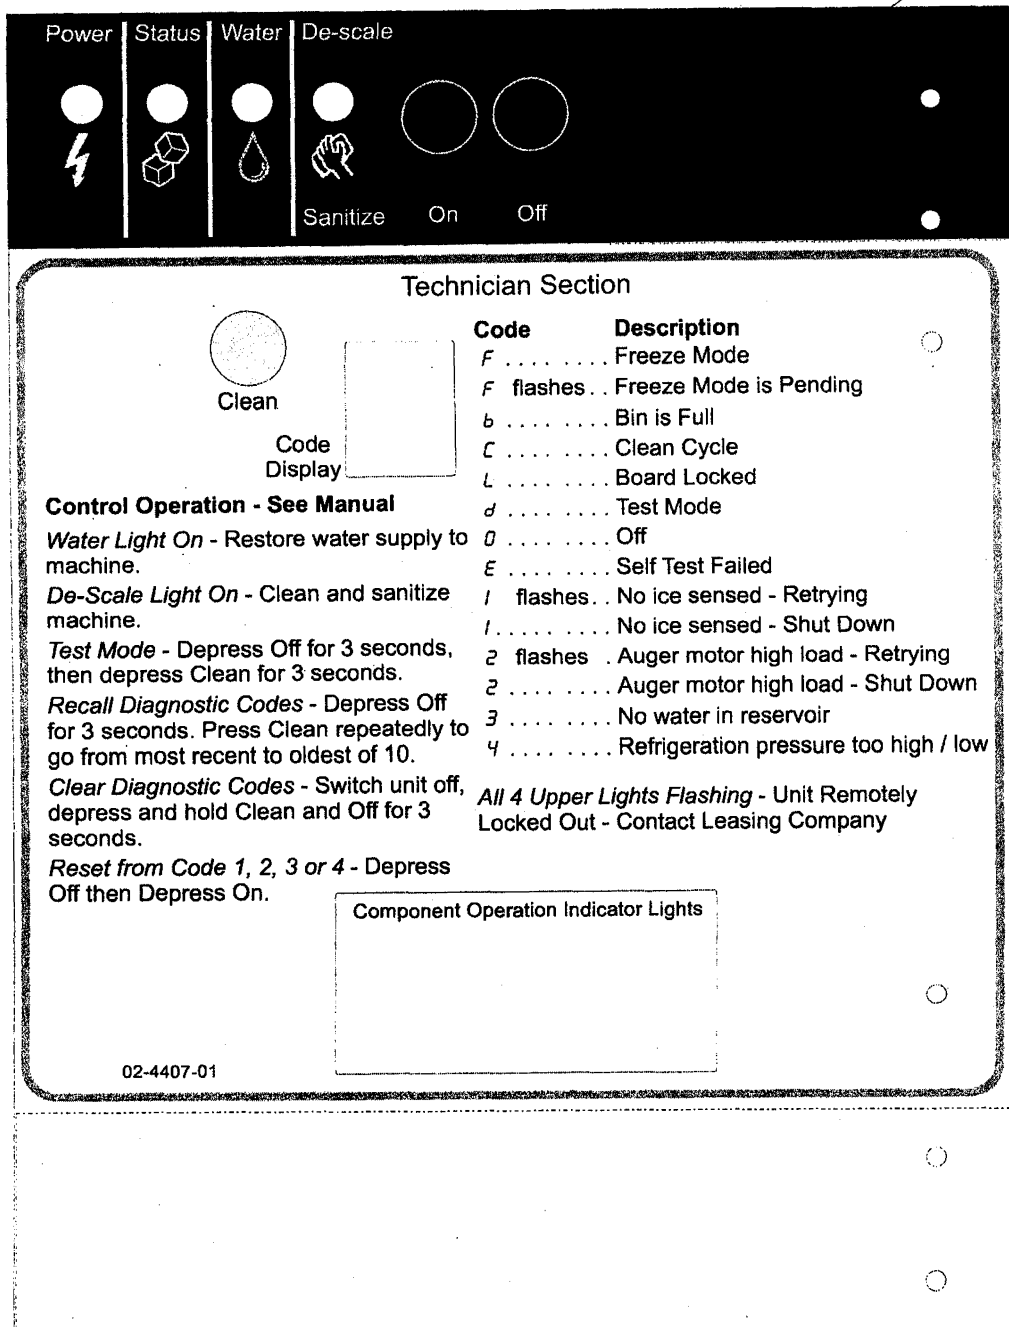 Power Status Water De-scale
Sanitize On Off
Technician Section
Clean
Code
Display
Control Operation - See Manual
Water Light On - Restore water supply to
machine.
De-Scale Light On - Clean and sanitize
machine.
Test Mode - Depress Off for 3 seconds,
then depress Clean for 3 seconds.
Recall Diagnostic Codes - Depress Off
for 3 seconds. Press Clean repeatedly to
go from most recent to oldest of 10.
Clear Diagnostic Codes - Switch unit off,
depress and hold Clean and Off for 3
seconds.
Reset from Code 1, 2, 3 or 4 - Depress
Off then Depress On.
Code Description
F . . . . . . . . Freeze Mode
F flashes . . Freeze Mode is Pending
b . . . . . . . . Bin is Full
C . . . . . . . . Clean Cycle
L . . . . . . . . Board Locked
d . . . . . . . . Test Mode
0 . . . . . . . . Off
E . . . . . . . . Self Test Failed
1 flashes . . No ice sensed - Retrying
1 . . . . . . . . . No ice sensed - Shut Down
2 flashes . Auger motor high load - Retrying
2 . . . . . . . . Auger motor high load - Shut Down
3 . . . . . . . . No water in reservoir
4 . . . . . . . . Refrigeration pressure too high / low
All 4 Upper Lights Flashing - Unit Remotely
Locked Out - Contact Leasing Company
Component Operation Indicator Lights
02-4407-01